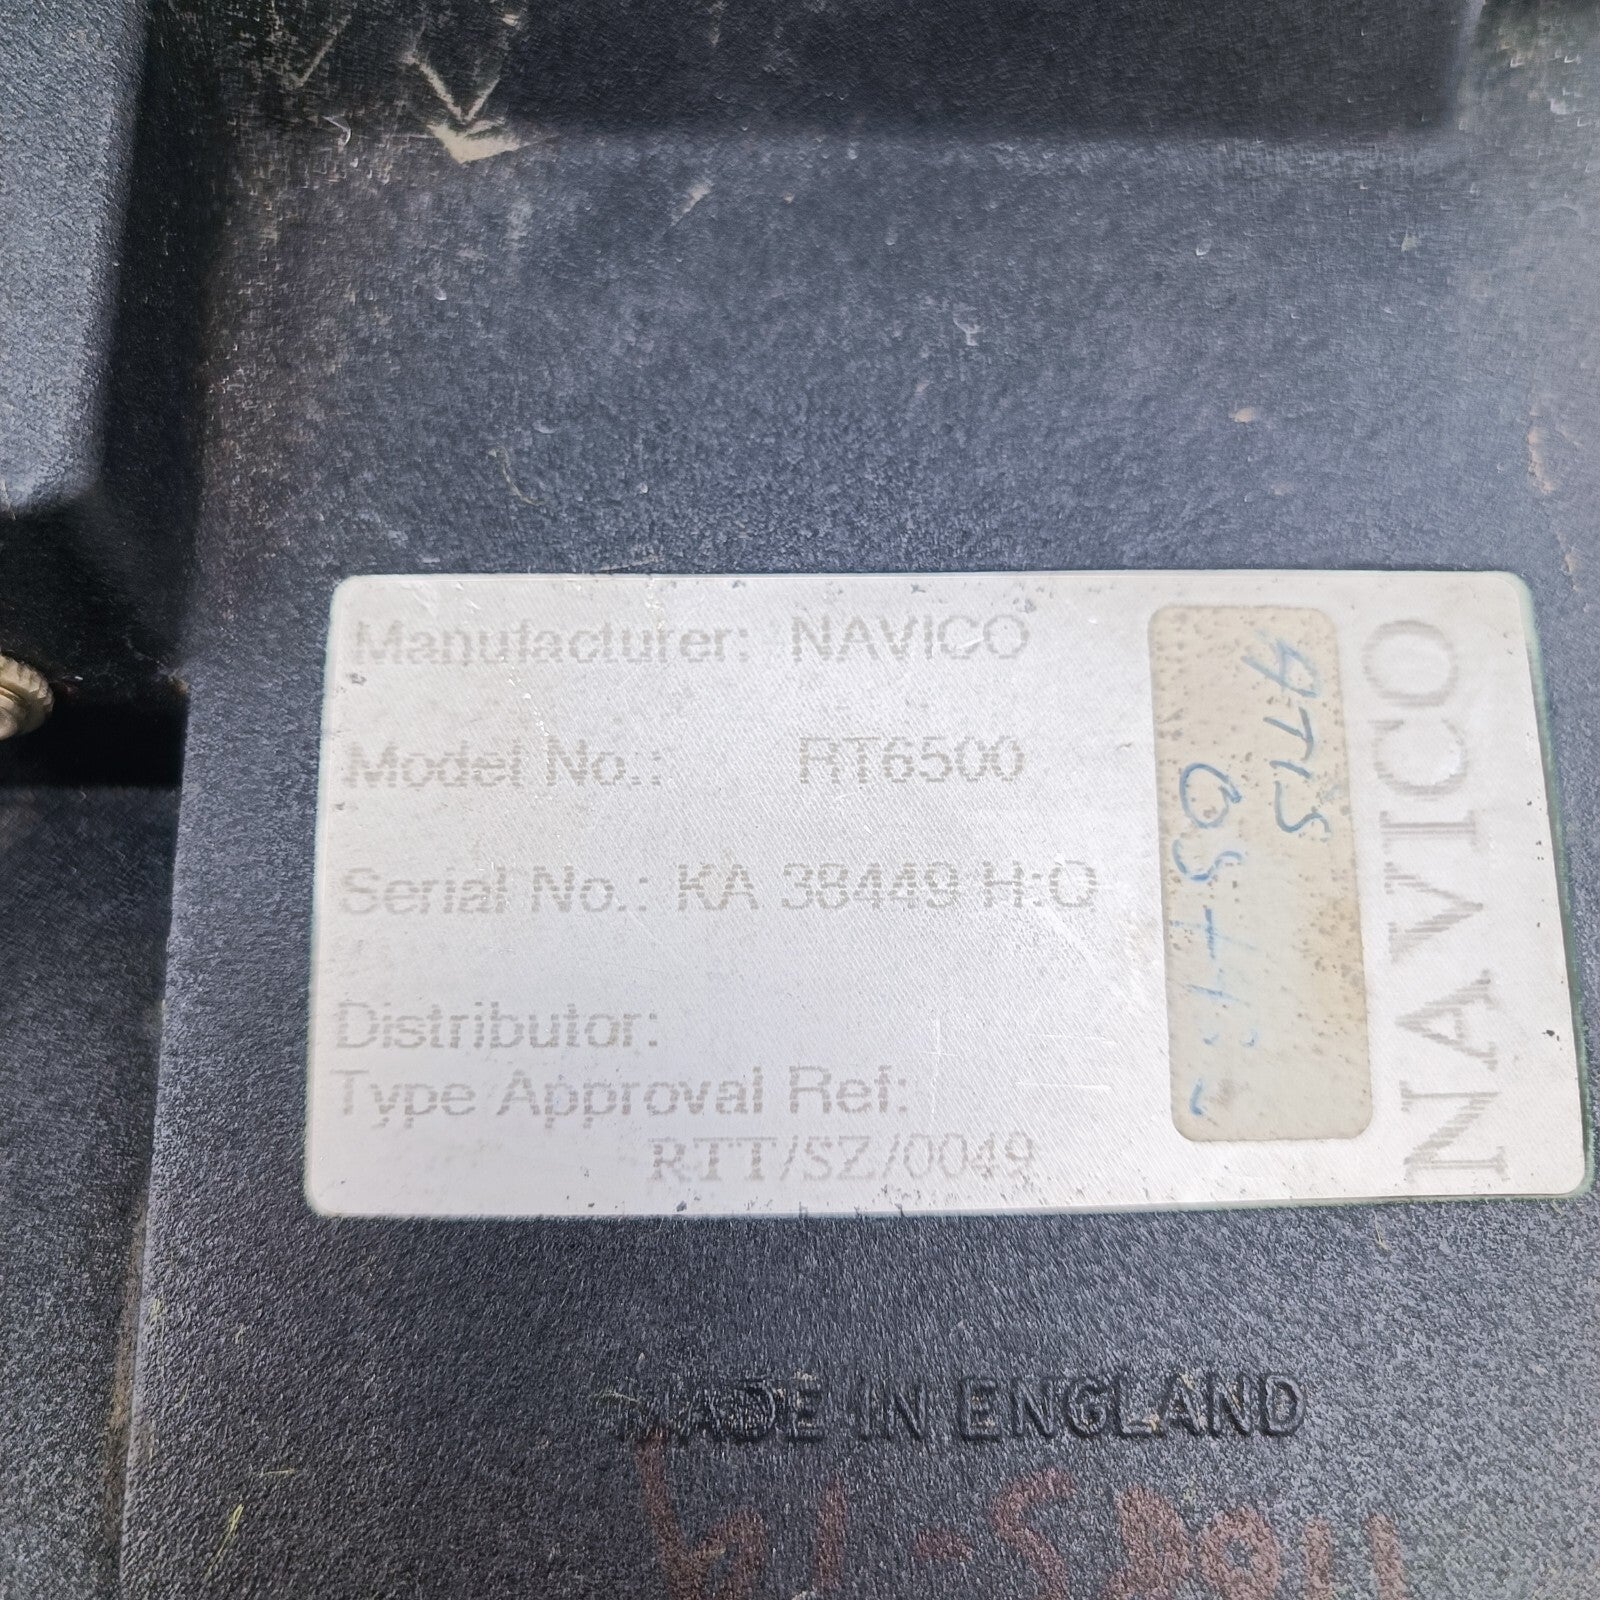 Manufacturer: NAVICO
Model No.: RT6500
Serial No.: KA 38449 H:Q
Distributor:
Type Approval Ref:
RTT/SZ/0049
ATIS
NAVICO
MADE IN ENGLAND